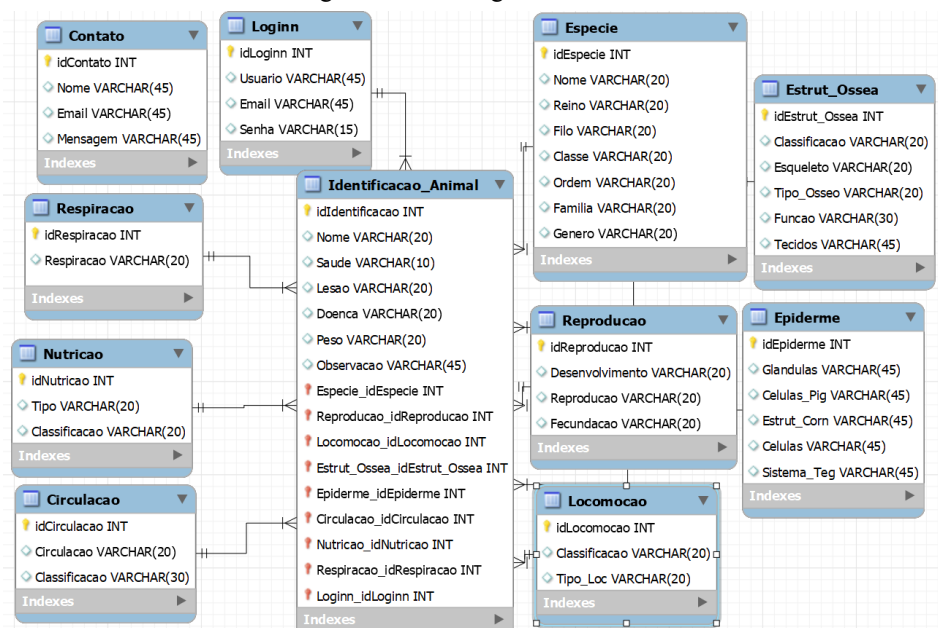 Contato
idContato INT
Nome VARCHAR(45)
Email VARCHAR(45)
Mensagem VARCHAR(45)
Indexes
Loginn
idLoginn INT
Usuario VARCHAR(45)
Email VARCHAR(45)
Senha VARCHAR(15)
Indexes
Especie
idEspecie INT
Nome VARCHAR(20)
Reino VARCHAR(20)
Filo VARCHAR(20)
Classe VARCHAR(20)
Ordem VARCHAR(20)
Familia VARCHAR(20)
Genero VARCHAR(20)
Indexes
Estrut_Ossea
idEstrut_Ossea INT
Classificacao VARCHAR(20)
Esqueleto VARCHAR(20)
Tipo_Osseo VARCHAR(20)
Funcao VARCHAR(30)
Tecidos VARCHAR(45)
Indexes
Respiracao
idRespiracao INT
Respiracao VARCHAR(20)
Indexes
Identificacao_Animal
idIdentificacao INT
Nome VARCHAR(20)
Saude VARCHAR(10)
Lesao VARCHAR(20)
Doenca VARCHAR(20)
Peso VARCHAR(20)
Observacao VARCHAR(45)
Especie_idEspecie INT
Reproducao_idReproducao INT
Locomocao_idLocomocao INT
Estrut_Ossea_idEstrut_Ossea INT
Epiderme_idEpiderme INT
Circulacao_idCirculacao INT
Nutricao_idNutricao INT
Respiracao_idRespiracao INT
Loginn_idLoginn INT
Indexes
Reproducao
idReproducao INT
Desenvolvimento VARCHAR(20)
Reproducao VARCHAR(20)
Fecundacao VARCHAR(20)
Indexes
Epiderme
idEpiderme INT
Glandulas VARCHAR(45)
Celulas_Pig VARCHAR(45)
Estrut_Corn VARCHAR(45)
Celulas VARCHAR(45)
Sistema_Teg VARCHAR(45)
Indexes
Nutricao
idNutricao INT
Tipo VARCHAR(20)
Classificacao VARCHAR(20)
Indexes
Circulacao
idCirculacao INT
Circulacao VARCHAR(20)
Classificacao VARCHAR(30)
Indexes
Locomocao
idLocomocao INT
Classificacao VARCHAR(20)
Tipo_Loc VARCHAR(20)
Indexes